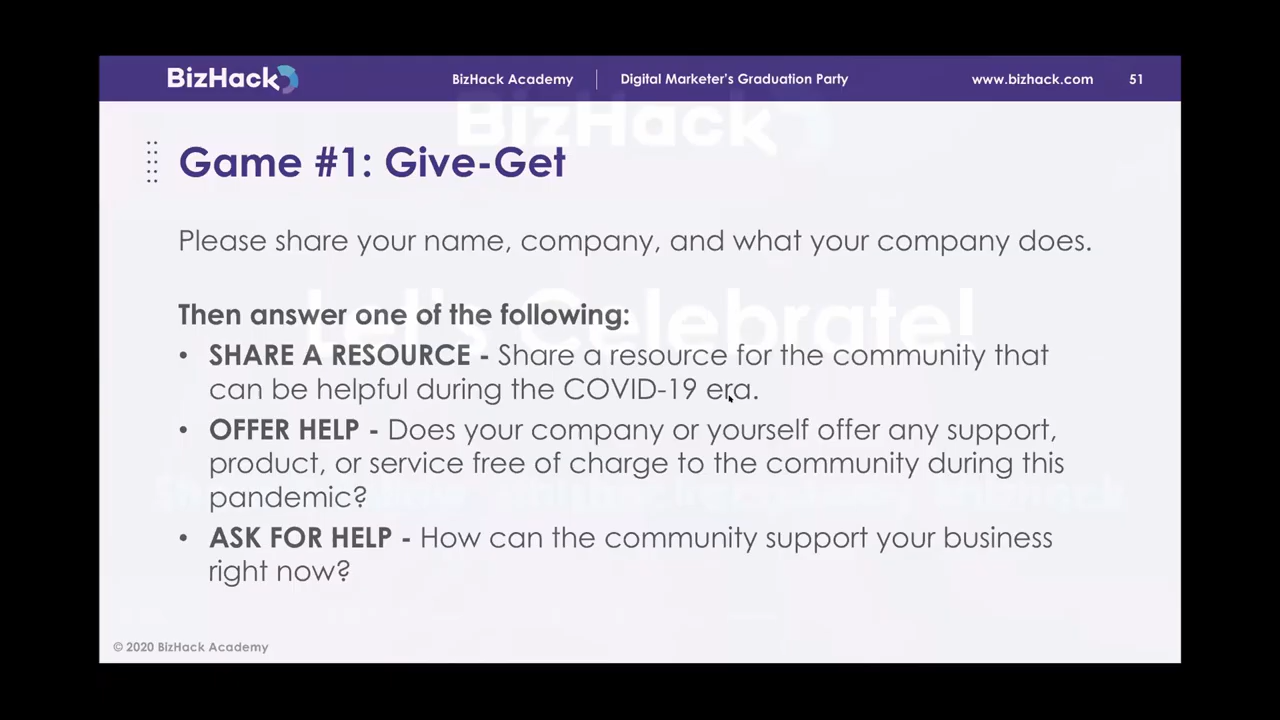 BizHack
BizHack Academy | Digital Marketer's Graduation Party
www.bizhack.com 51
BizHack
Game #1: Give-Get
Please share your name, company, and what your company does.
Let's Celebrate!
Then answer one of the following:
• SHARE A RESOURCE - Share a resource for the community that
can be helpful during the COVID-19 era.
• OFFER HELP - Does your company or yourself offer any support,
product, or service free of charge to the community during this
pandemic?
• ASK FOR HELP - How can the community support your business
right now?
© 2020 BizHack Academy